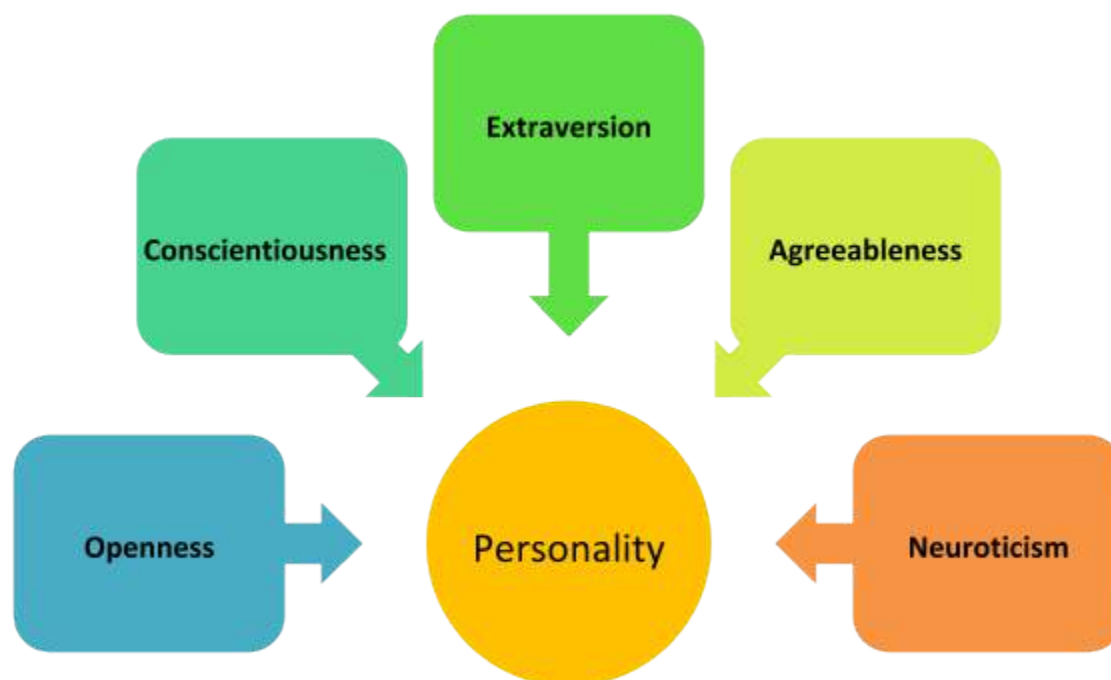 Extraversion
Conscientiousness
Agreeableness
Openness
Personality
Neuroticism